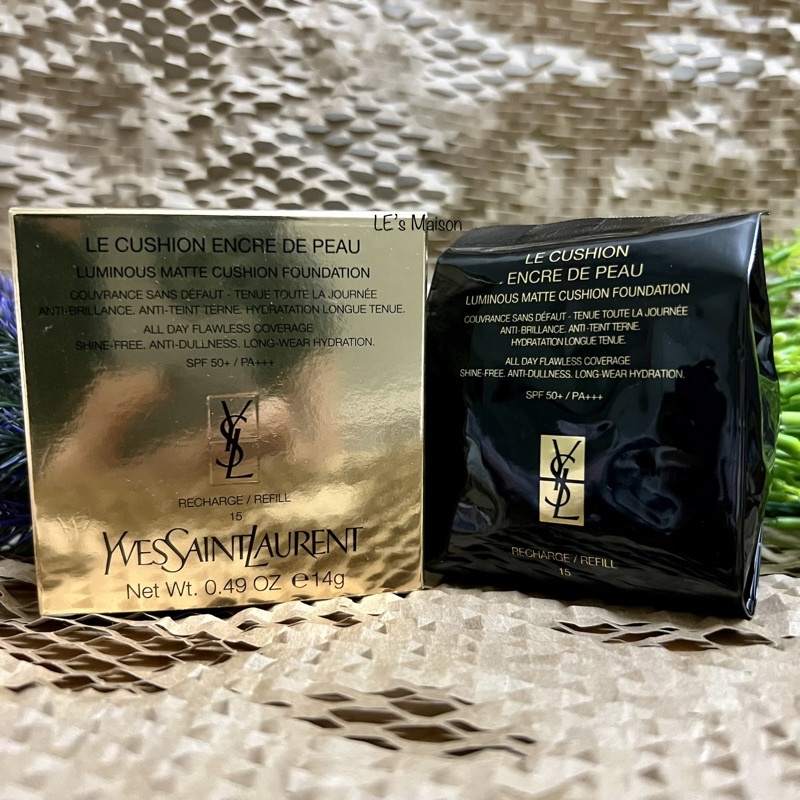 LE's Maison
LE CUSHION ENCRE DE PEAU
LUMINOUS MATTE CUSHION FOUNDATION
COUVRANCE SANS DÉFAUT - TENUE TOUTE LA JOURNÉE
ANTI-BRILLANCE. ANTI-TEINT TERNE. HYDRATATION LONGUE TENUE.
ALL DAY FLAWLESS COVERAGE
SHINE-FREE. ANTI-DULLNESS. LONG-WEAR HYDRATION.
SPF 50+ / PA+++
YSL
RECHARGE / REFILL
15
YVESSAINTLAURENT
Net Wt. 0.49 OZ e14g
LE CUSHION
ENCRE DE PEAU
LUMINOUS MATTE CUSHION FOUNDATION
COUVRANCE SANS DÉFAUT - TENUE TOUTE LA JOURNÉE
ANTI-BRILLANCE. ANTI-TEINT TERNE.
HYDRATATION LONGUE TENUE.
ALL DAY FLAWLESS COVERAGE
SHINE-FREE. ANTI-DULLNESS. LONG-WEAR HYDRATION.
SPF 50+ / PA+++
YSL
RECHARGE / REFILL
15